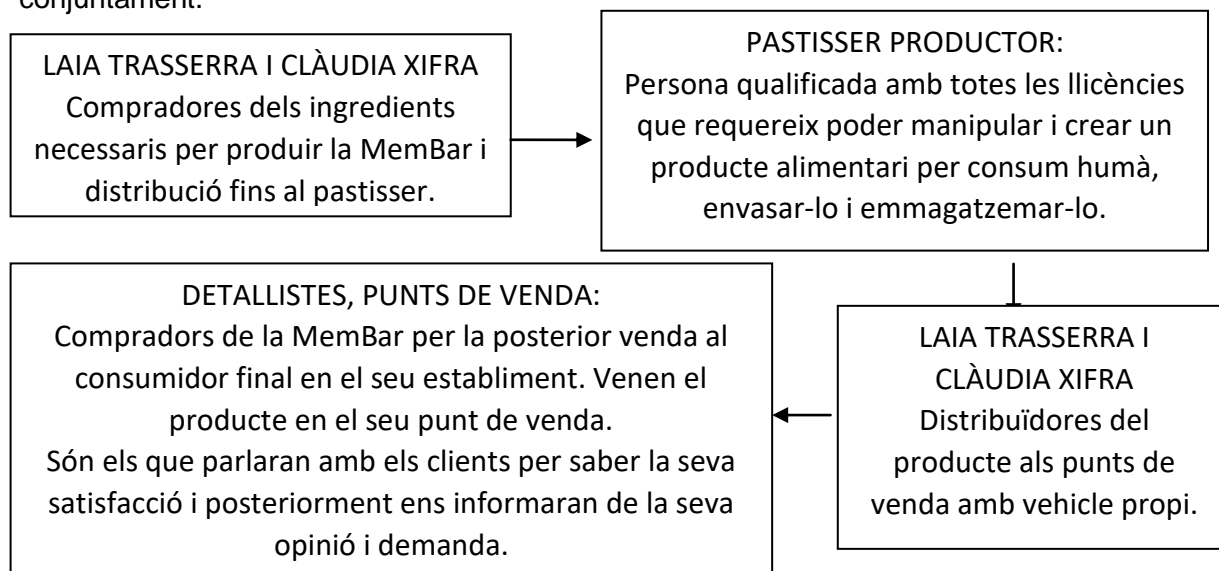 conjuntament.
LAIA TRASSERRA I CLÀUDIA XIFRA
Compradores dels ingredients
necessaris per produir la MemBar i
distribució fins al pastisser.
PASTISSER PRODUCTOR:
Persona qualificada amb totes les llicències
que requereix poder manipular i crear un
producte alimentari per consum humà,
envasar-lo i emmagatzemar-lo.
LAIA TRASSERRA I
CLÀUDIA XIFRA
Distribuïdores del
producte als punts de
venda amb vehicle propi.
DETALLISTES, PUNTS DE VENDA:
Compradors de la MemBar per la posterior venda al
consumidor final en el seu establiment. Venen el
producte en el seu punt de venda.
Són els que parlaran amb els clients per saber la seva
satisfacció i posteriorment ens informaran de la seva
opinió i demanda.